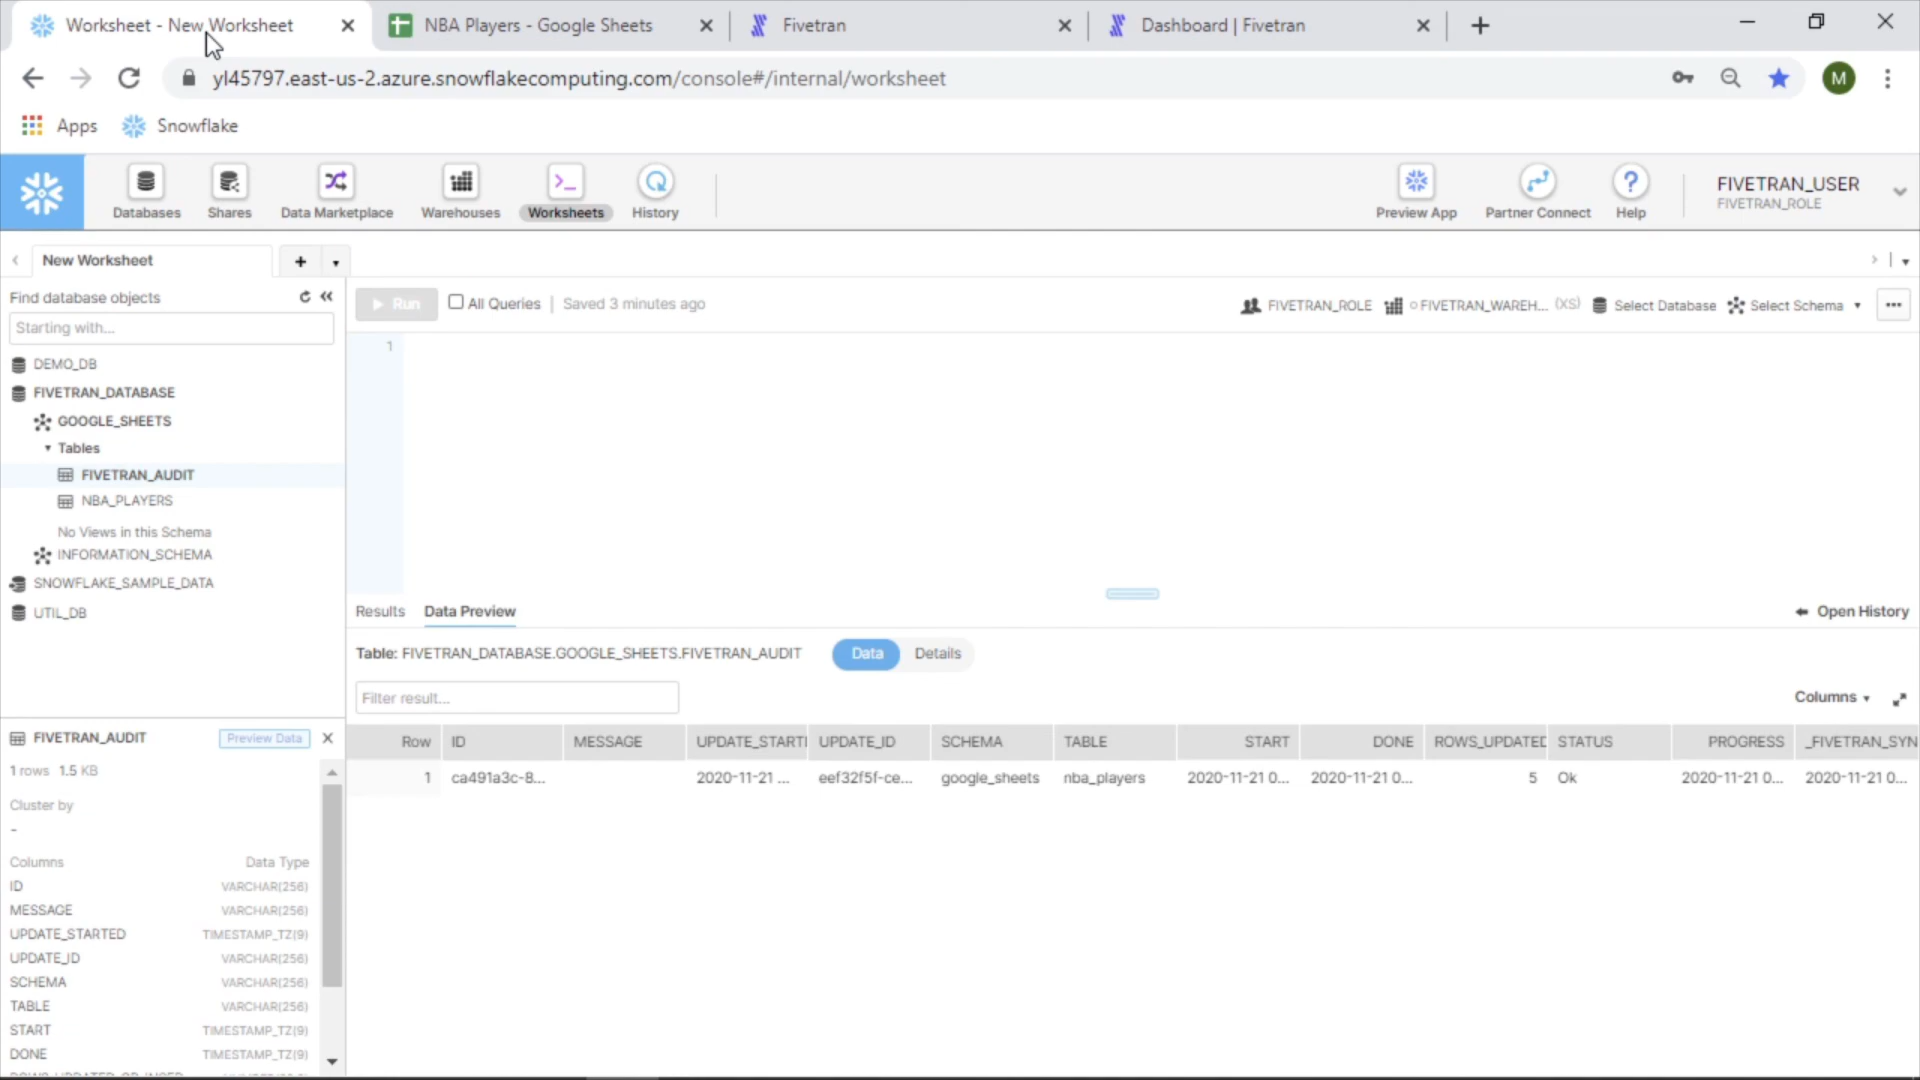 Worksheet - New Worksheet
NBA Players - Google Sheets
Fivetran
Dashboard | Fivetran
yl45797.east-us-2.azure.snowflakecomputing.com/console#/internal/worksheet
M
Apps
Snowflake
Databases
Shares
Data Marketplace
Warehouses
Worksheets
History
Preview App
Partner Connect
Help
FIVETRAN_USER
FIVETRAN_ROLE
New Worksheet
Find database objects
Starting with...
Run
All Queries
Saved 3 minutes ago
FIVETRAN_ROLE
FIVETRAN_WAREH... (XS)
Select Database
Select Schema
1
DEMO_DB
FIVETRAN_DATABASE
GOOGLE_SHEETS
Tables
FIVETRAN_AUDIT
NBA_PLAYERS
No Views in this Schema
INFORMATION_SCHEMA
SNOWFLAKE_SAMPLE_DATA
UTIL_DB
Results
Data Preview
Open History
Table: FIVETRAN_DATABASE.GOOGLE_SHEETS.FIVETRAN_AUDIT
Data
Details
Filter result...
Columns
Row ID MESSAGE UPDATE_STARTI UPDATE_ID SCHEMA TABLE START DONE ROWS_UPDATED STATUS PROGRESS _FIVETRAN_SYN
1 ca491a3c-8... 2020-11-21 ... eef32f5f-ce... google_sheets nba_players 2020-11-21 0... 2020-11-21 0... 5 Ok 2020-11-21 0... 2020-11-21 0...
FIVETRAN_AUDIT
Preview Data
1 rows 1.5 KB
Cluster by
-
Columns Data Type
ID VARCHAR(256)
MESSAGE VARCHAR(256)
UPDATE_STARTED TIMESTAMP_TZ(9)
UPDATE_ID VARCHAR(256)
SCHEMA VARCHAR(256)
TABLE VARCHAR(256)
START TIMESTAMP_TZ(9)
DONE TIMESTAMP_TZ(9)